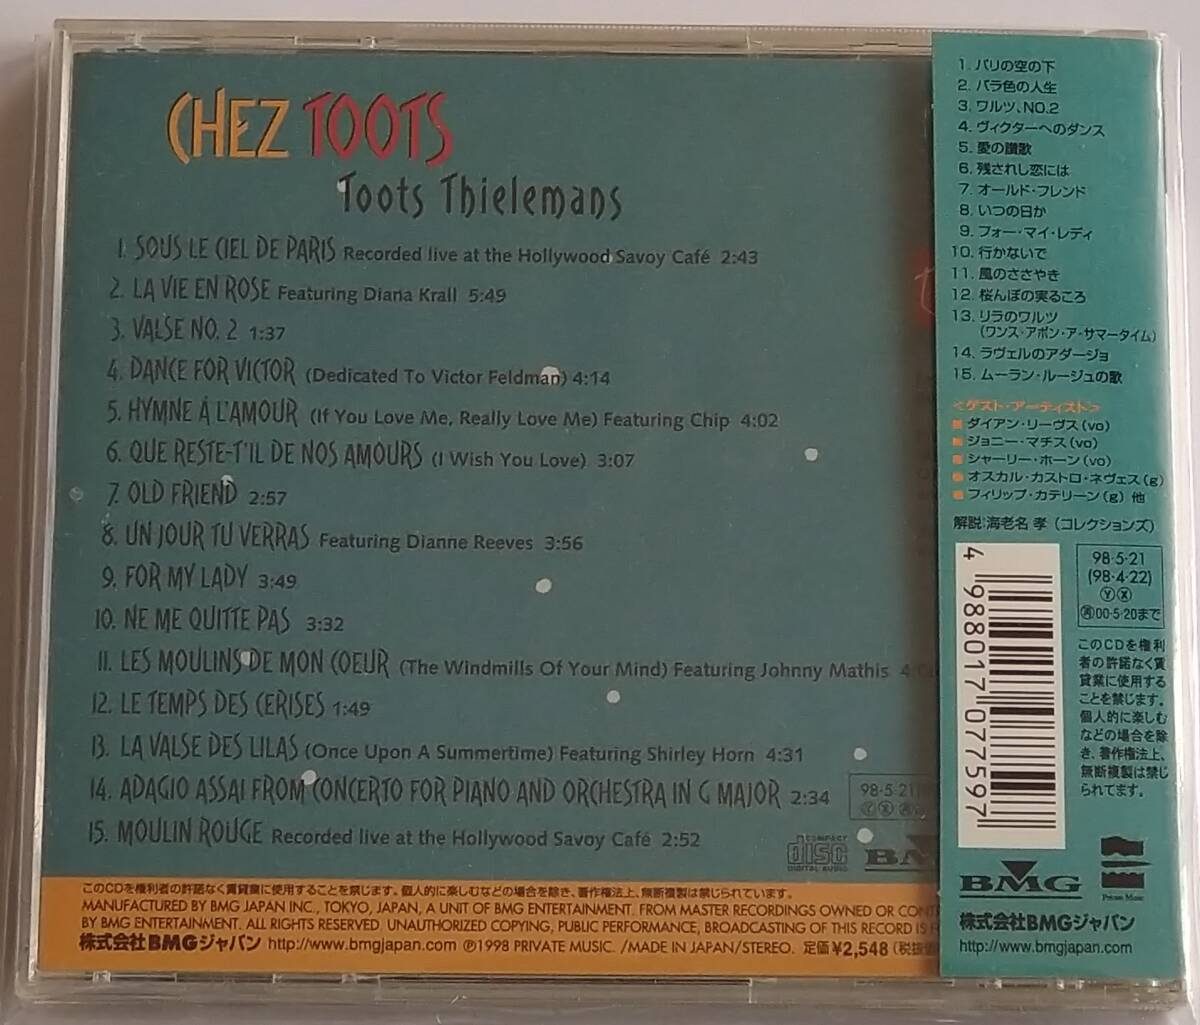 CHEZ TOOTS
Toots Thielemans
1. SOUS LE CIEL DE PARIS Recorded live at the Hollywood Savoy Café 2:43
2. LA VIE EN ROSE Featuring Diana Krall 5:49
3. VALSE NO. 2 1:37
4. DANCE FOR VICTOR (Dedicated To Victor Feldman) 4:14
5. HYMNE À L'AMOUR (If You Love Me, Really Love Me) Featuring Chip 4:02
6. QUE RESTE-T'IL DE NOS AMOURS (I Wish You Love) 3:07
7. OLD FRIEND 2:57
8. UN JOUR TU VERRAS Featuring Dianne Reeves 3:56
9. FOR MY LADY 3:49
10. NE ME QUITTE PAS 3:32
11. LES MOULINS DE MON COEUR (The Windmills Of Your Mind) Featuring Johnny Mathis 4
12. LE TEMPS DES CERISES 1:49
13. LA VALSE DES LILAS (Once Upon A Summertime) Featuring Shirley Horn 4:31
14. ADAGIO ASSAI FROM CONCERTO FOR PIANO AND ORCHESTRA IN G MAJOR 2:34
15. MOULIN ROUGE Recorded live at the Hollywood Savoy Café 2:52
98·5·21
Ⓨ Ⓧ
COMPACT
disc
DIGITAL AUDIO
BMG
このCDを権利者の許諾なく賃貸業に使用することを禁じます。個人的に楽しむなどの場合を除き、著作権法上、無断複製は禁じられています。
MANUFACTURED BY BMG JAPAN INC., TOKYO, JAPAN, A UNIT OF BMG ENTERTAINMENT. FROM MASTER RECORDINGS OWNED OR CONT
BY BMG ENTERTAINMENT. ALL RIGHTS RESERVED. UNAUTHORIZED COPYING, PUBLIC PERFORMANCE, BROADCASTING OF THIS RECORD IS
株式会社BMGジャパン http://www.bmgjapan.com ℗1998 PRIVATE MUSIC. /MADE IN JAPAN/STEREO. 定価¥2,548(税抜価
1. パリの空の下
2. バラ色の人生
3. ワルツ、NO.2
4. ヴィクターへのダンス
5. 愛の讃歌
6. 残されし恋には
7. オールド・フレンド
8. いつの日か
9. フォー・マイ・レディ
10. 行かないで
11. 風のささやき
12. 桜んぼの実るころ
13. リラのワルツ
(ワンス・アポン・ア・サマータイム)
14. ラヴェルのアダージョ
15. ムーラン・ルージュの歌
<ゲスト・アーティスト>
ダイアン・リーヴス(vo)
ジョニー・マチス(vo)
シャーリー・ホーン(vo)
オスカル・カストロ・ネヴェス(g)
フィリップ・カテリーン(g) 他
解説:海老名 孝 (コレクションズ)
4 988017 077597
98·5·21
(98·4·22)
Ⓨ Ⓧ
㋐00·5·20まで
このCDを権利
者の許諾なく賃
貸業に使用する
ことを禁じます。
個人的に楽しむ
などの場合を除
き、著作権法上、
無断複製は禁じ
られてます。
BMG
Private Music
株式会社BMGジャパン
http://www.bmgjapan.com